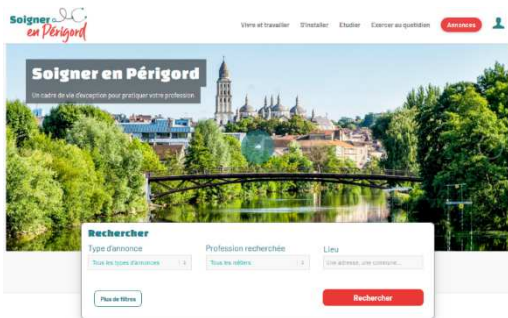 Soigner
en Périgord
Vivre et travailler S'installer Etudier Exercer au quotidien Annonces
Soigner en Périgord
Un cadre de vie d'exception pour pratiquer votre profession
Rechercher
Type d'annonce Profession recherchée Lieu
Tous les types d'annonces Tous les métiers Une adresse, une commune...
Plus de filtres Rechercher